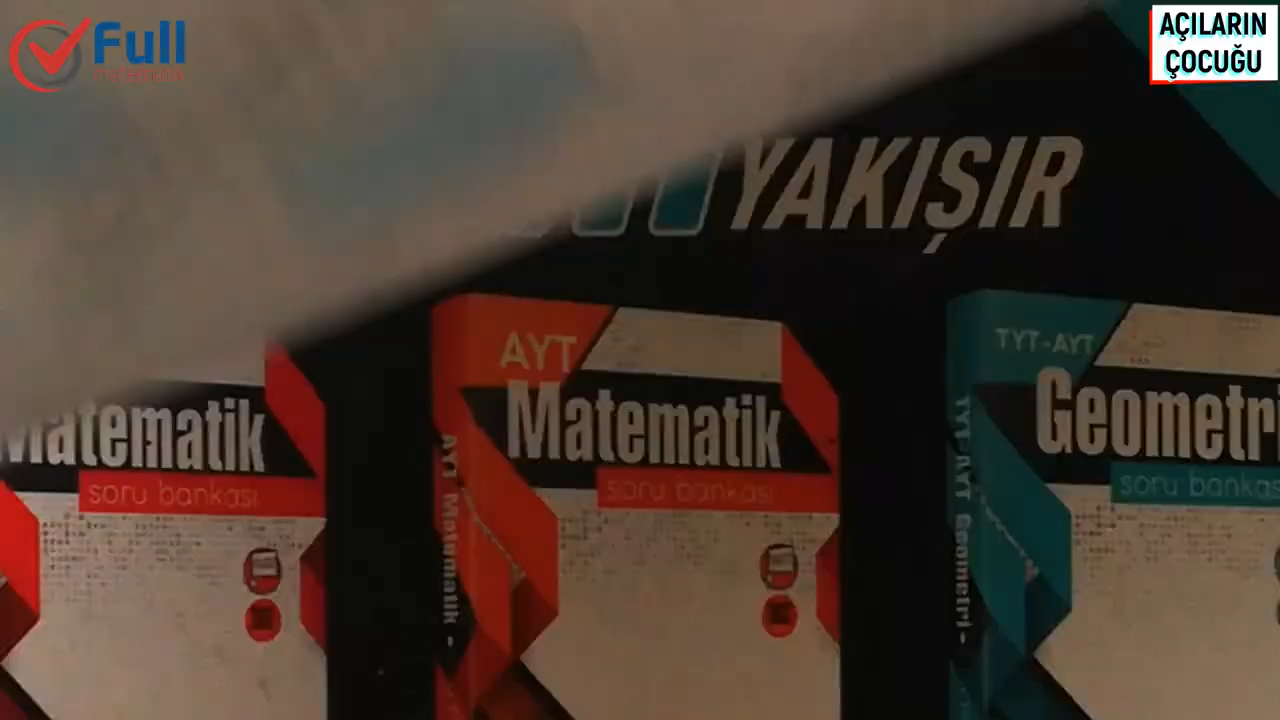 Full
matematik
AÇILARIN
ÇOCUĞU
YAKIŞIR
Matematik
soru bankası
AYT
Matematik
soru bankası
AYT Matematik -
TYT-AYT
Geometri
soru bankas
TYT-AYT Geometri -